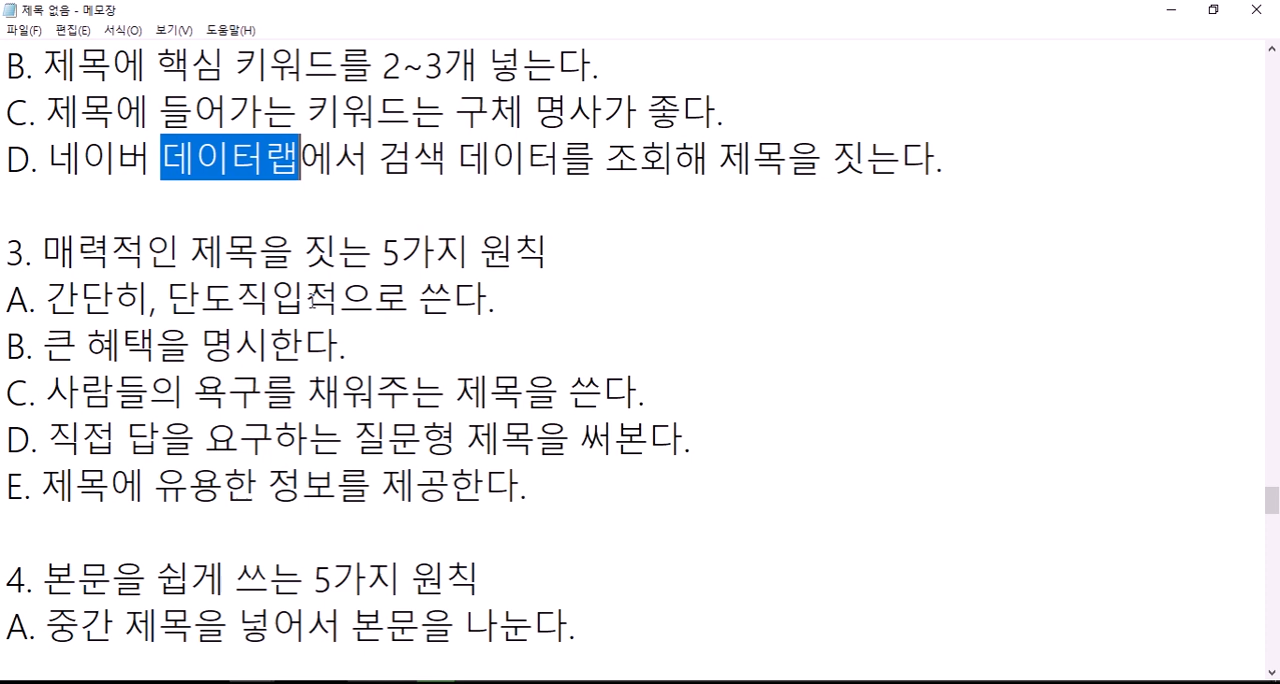 제목 없음 - 메모장
파일(F) 편집(E) 서식(O) 보기(V) 도움말(H)
B. 제목에 핵심 키워드를 2~3개 넣는다.
C. 제목에 들어가는 키워드는 구체 명사가 좋다.
D. 네이버 데이터랩에서 검색 데이터를 조회해 제목을 짓는다.
3. 매력적인 제목을 짓는 5가지 원칙
A. 간단히, 단도직입적으로 쓴다.
B. 큰 혜택을 명시한다.
C. 사람들의 욕구를 채워주는 제목을 쓴다.
D. 직접 답을 요구하는 질문형 제목을 써본다.
E. 제목에 유용한 정보를 제공한다.
4. 본문을 쉽게 쓰는 5가지 원칙
A. 중간 제목을 넣어서 본문을 나눈다.